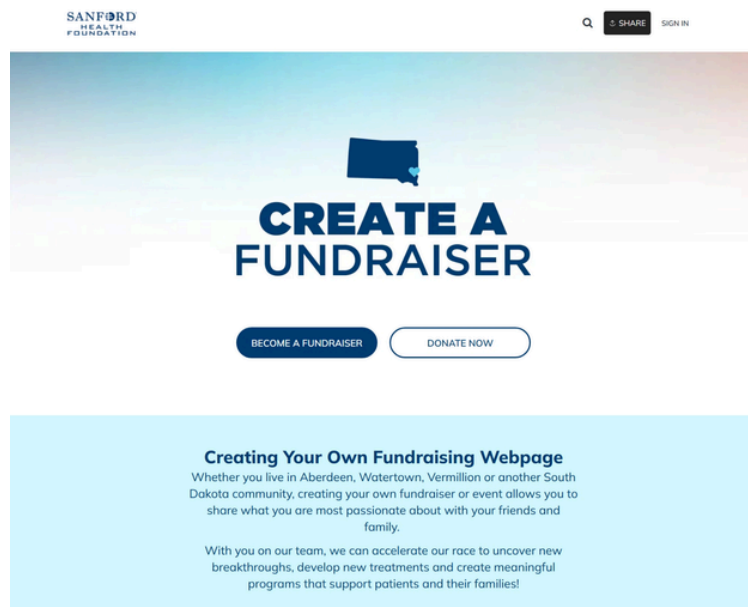 SANFORD
HEALTH
FOUNDATION
SHARE
SIGN IN
CREATE A
FUNDRAISER
BECOME A FUNDRAISER
DONATE NOW
Creating Your Own Fundraising Webpage
Whether you live in Aberdeen, Watertown, Vermillion or another South
Dakota community, creating your own fundraiser or event allows you to
share what you are most passionate about with your friends and
family.
With you on our team, we can accelerate our race to uncover new
breakthroughs, develop new treatments and create meaningful
programs that support patients and their families!